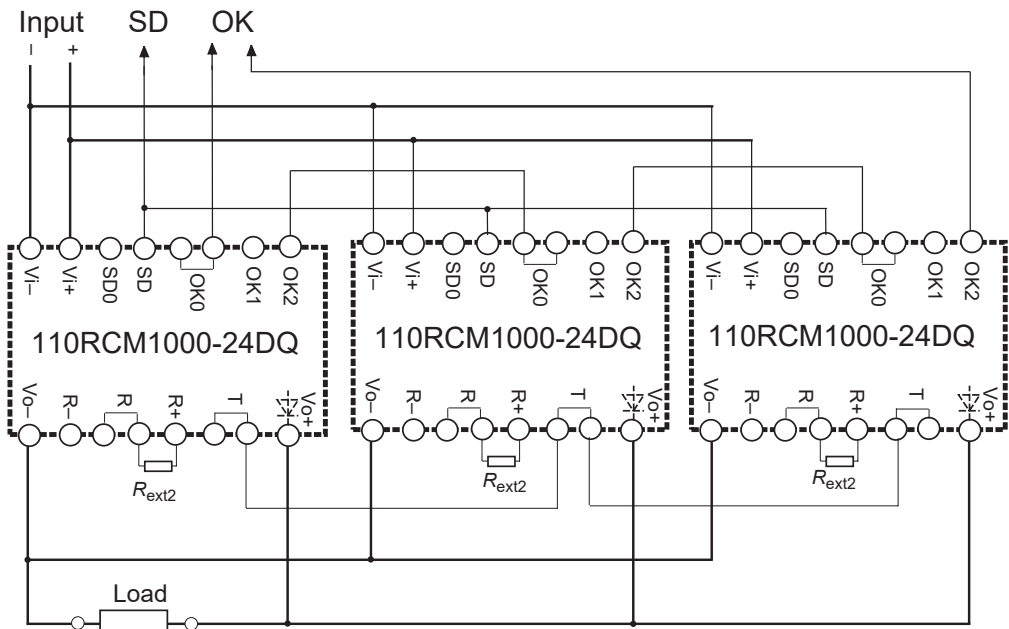 Input SD OK
– +
Vi– Vi+ SD0 SD OK0 OK1 OK2
Vi– Vi+ SD0 SD OK0 OK1 OK2
Vi– Vi+ SD0 SD OK0 OK1 OK2
110RCM1000-24DQ 110RCM1000-24DQ 110RCM1000-24DQ
Vo– R– R R+ T Vo+
Vo– R– R R+ T Vo+
Vo– R– R R+ T Vo+
Rext2 Rext2 Rext2
Load